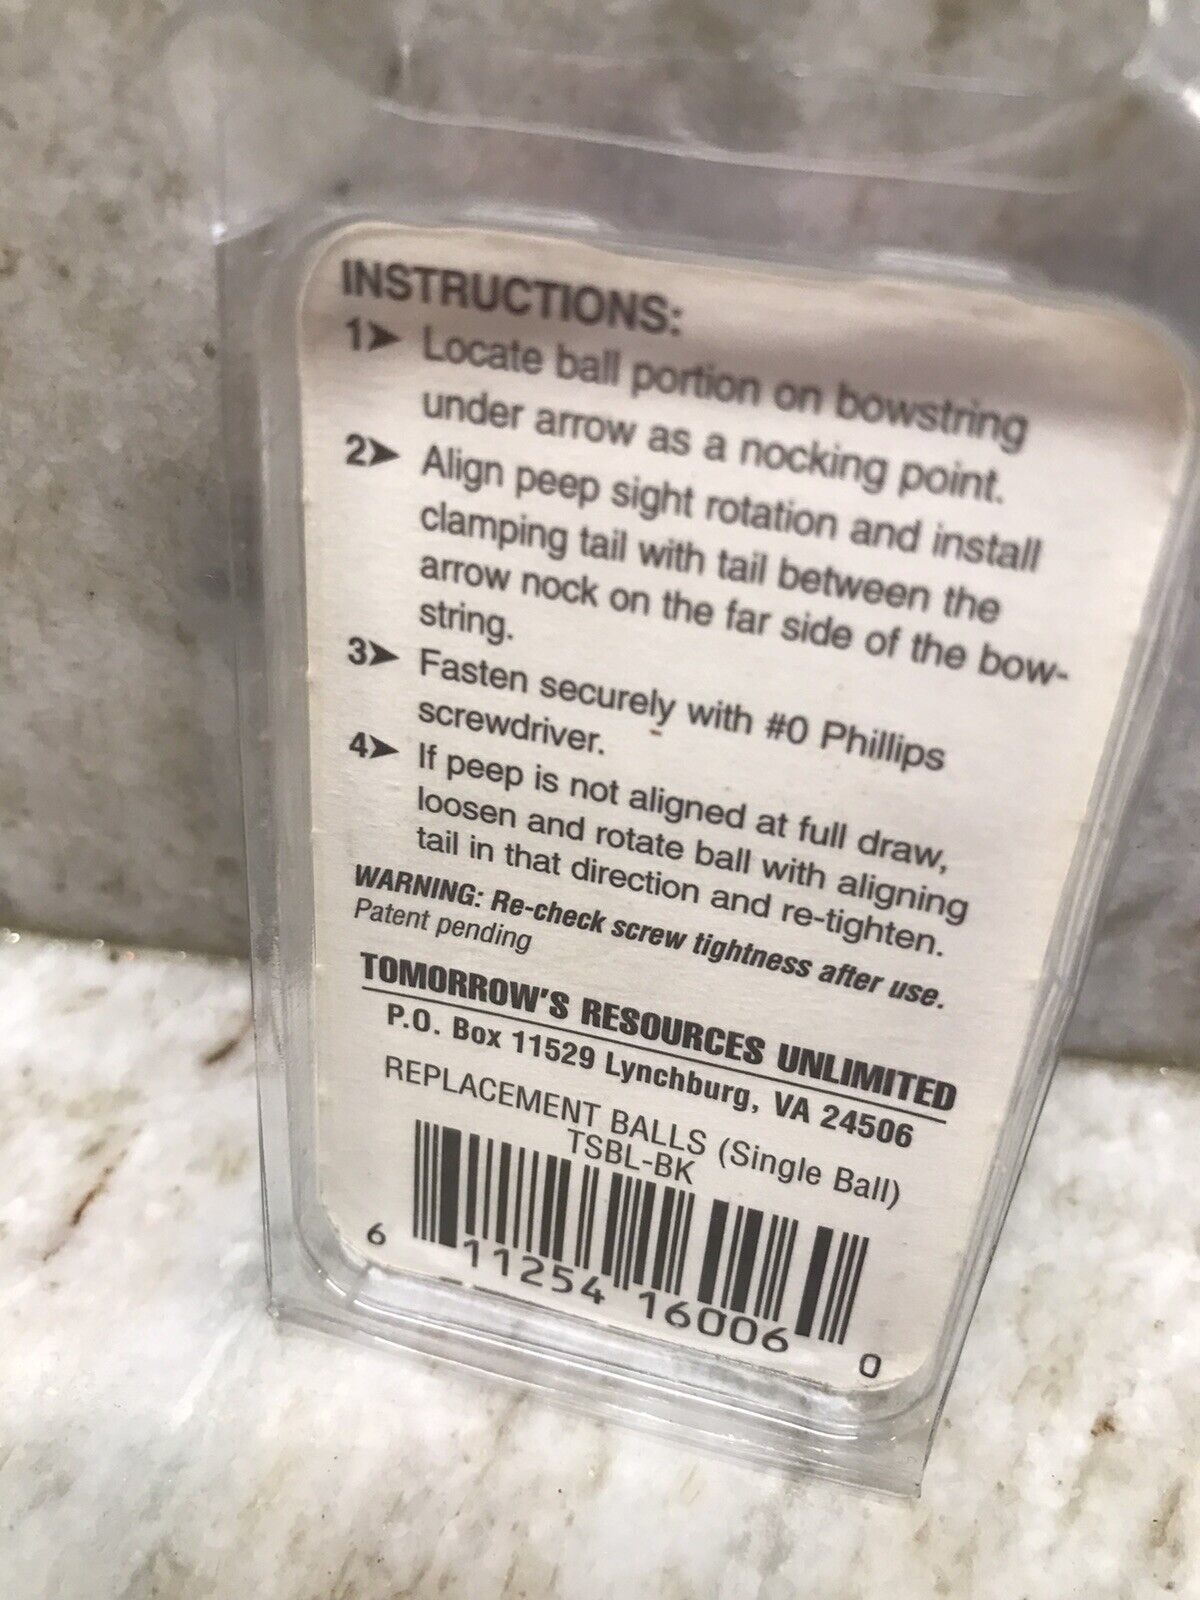 INSTRUCTIONS:
1➤ Locate ball portion on bowstring
under arrow as a nocking point.
2➤ Align peep sight rotation and install
clamping tail with tail between the
arrow nock on the far side of the bow-
string.
3➤ Fasten securely with #0 Phillips
screwdriver.
4➤ If peep is not aligned at full draw,
loosen and rotate ball with aligning
tail in that direction and re-tighten.
WARNING: Re-check screw tightness after use.
Patent pending
TOMORROW'S RESOURCES UNLIMITED
P.O. Box 11529 Lynchburg, VA 24506
REPLACEMENT BALLS (Single Ball)
TSBL-BK
6 11254 16006 0